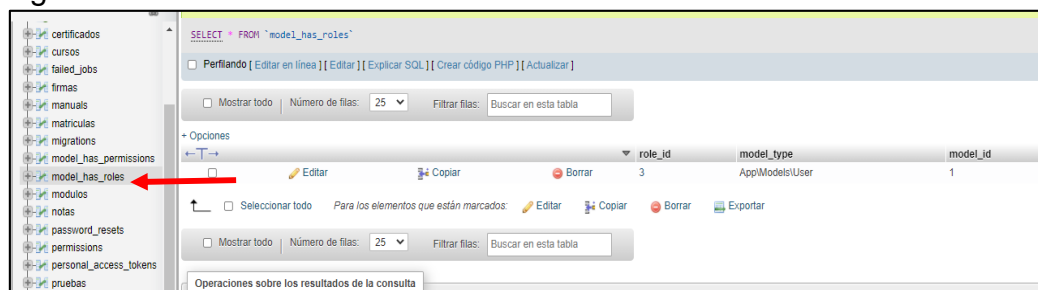 certificados
cursos
failed_jobs
firmas
manuals
matriculas
migrations
model_has_permissions
model_has_roles
modulos
notas
password_resets
permissions
personal_access_tokens
pruebas
SELECT * FROM `model_has_roles`
Perfilando [ Editar en línea ] [ Editar ] [ Explicar SQL ] [ Crear código PHP ] [ Actualizar ]
Mostrar todo | Número de filas: 25 Filtrar filas: Buscar en esta tabla
+ Opciones
←T→ role_id model_type model_id
Editar Copiar Borrar 3 App\Models\User 1
Seleccionar todo Para los elementos que están marcados: Editar Copiar Borrar Exportar
Mostrar todo | Número de filas: 25 Filtrar filas: Buscar en esta tabla
Operaciones sobre los resultados de la consulta